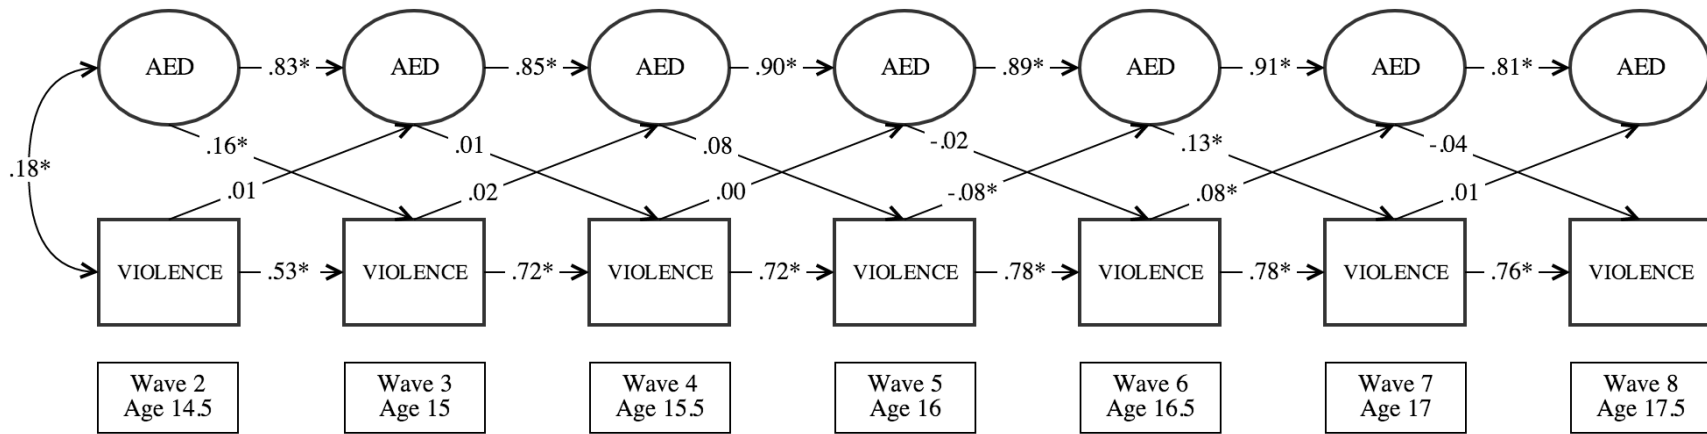 AED .83* AED .85* AED .90* AED .89* AED .91* AED .81* AED
.16* .01 .08 -.02 .13* -.04
.18*
.01 .02 .00 -.08* .08* .01
VIOLENCE .53* VIOLENCE .72* VIOLENCE .72* VIOLENCE .78* VIOLENCE .78* VIOLENCE .76* VIOLENCE
Wave 2 Wave 3 Wave 4 Wave 5 Wave 6 Wave 7 Wave 8
Age 14.5 Age 15 Age 15.5 Age 16 Age 16.5 Age 17 Age 17.5